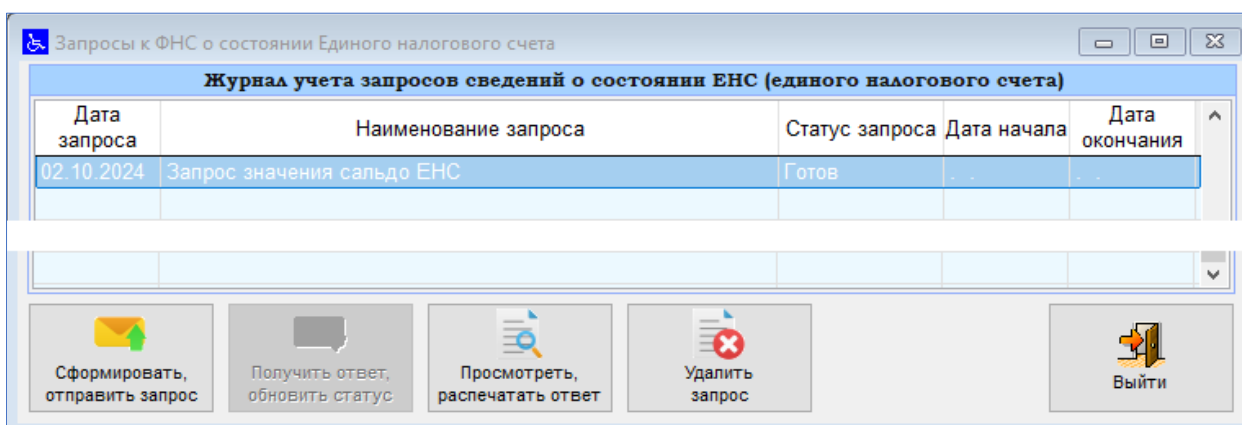 Запросы к ФНС о состоянии Единого налогового счета
Журнал учета запросов сведений о состоянии ЕНС (единого налогового счета)
Дата запроса Наименование запроса Статус запроса Дата начала Дата окончания
02.10.2024 Запрос значения сальдо ЕНС Готов . . . .
Сформировать, отправить запрос
Получить ответ, обновить статус
Просмотреть, распечатать ответ
Удалить запрос
Выйти